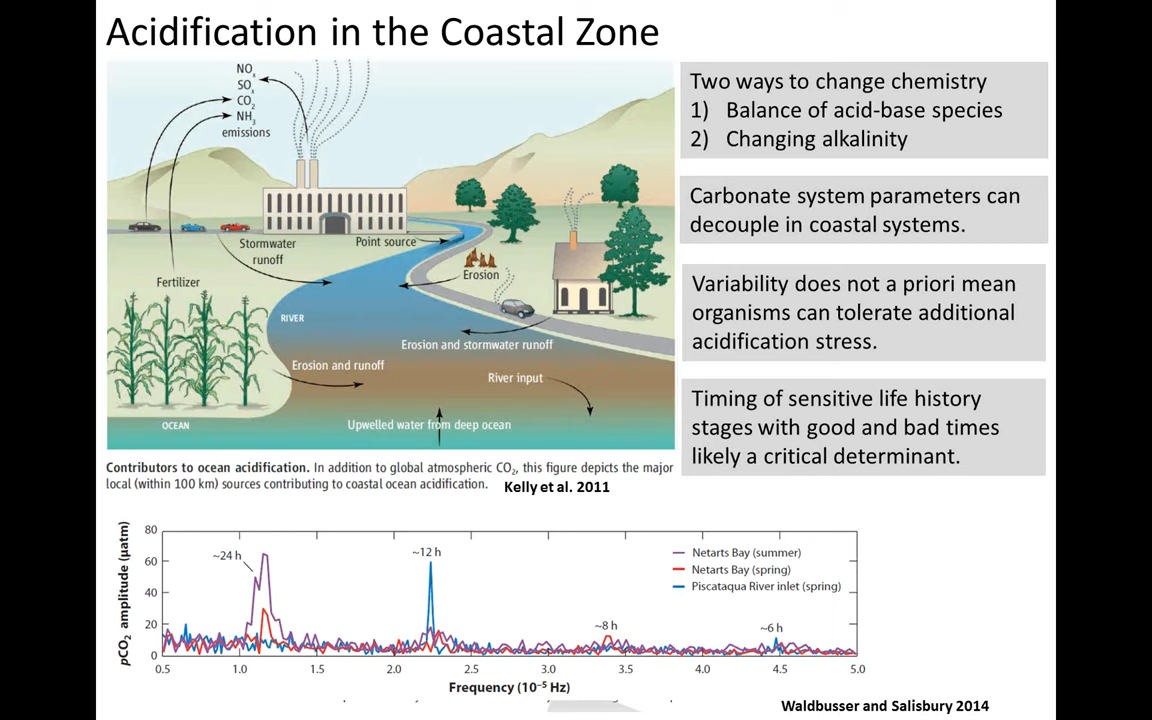 Acidification in the Coastal Zone
NOx
SOx
CO2
NH3
emissions
Stormwater
runoff
Point source
Erosion
Fertilizer
RIVER
Erosion and stormwater runoff
Erosion and runoff
River input
OCEAN
Upwelled water from deep ocean
Contributors to ocean acidification. In addition to global atmospheric CO2, this figure depicts the major
local (within 100 km) sources contributing to coastal ocean acidification.
Kelly et al. 2011
Two ways to change chemistry
1) Balance of acid-base species
2) Changing alkalinity
Carbonate system parameters can
decouple in coastal systems.
Variability does not a priori mean
organisms can tolerate additional
acidification stress.
Timing of sensitive life history
stages with good and bad times
likely a critical determinant.
pCO2 amplitude (µatm)
80
60
40
20
0
~24 h
~12 h
~8 h
~6 h
Netarts Bay (summer)
Netarts Bay (spring)
Piscataqua River inlet (spring)
0.5 1.0 1.5 2.0 2.5 3.0 3.5 4.0 4.5 5.0
Frequency (10⁻⁵ Hz)
Waldbusser and Salisbury 2014